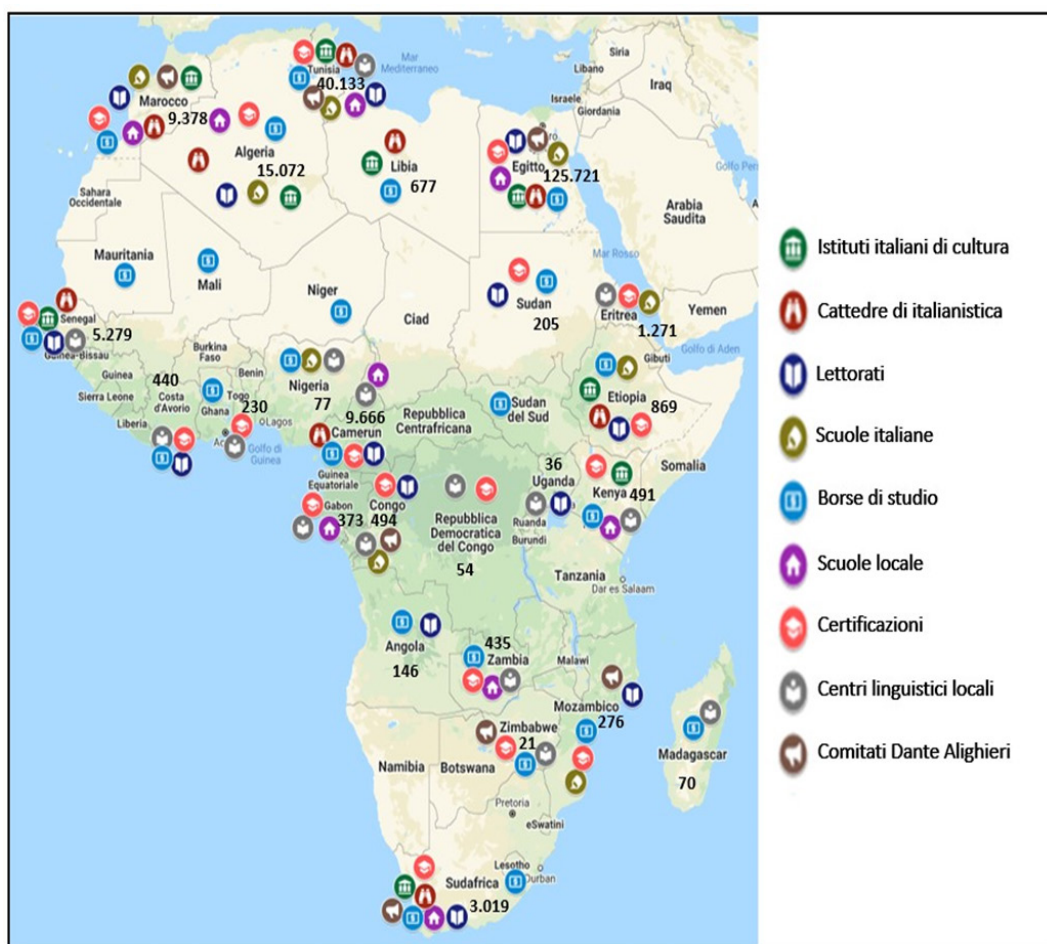 Mar
Mediterraneo
Siria
Libano
Iraq
Israele
Giordania
Golfo Per
Tunisia
40.133
Marocco
9.378
Algeria
15.072
Libia
677
Egitto
125.721
Sahara
Occidentale
Arabia
Saudita
Mar Rosso
Mauritania
Mali
Niger
Ciad
Sudan
205
Eritrea
1.271
Yemen
Golfo di Aden
Senegal
5.279
Guinea-Bissau
Guinea
Sierra Leone
Liberia
Burkina
Faso
440
Costa
d'Avorio
Ghana
Togo
Benin
230
Lagos
Golfo di
Guinea
Nigeria
77
9.666
Camerun
Repubblica
Centrafricana
Sudan
del Sud
Gibuti
Etiopia
869
Somalia
Guinea
Equatoriale
Gabon
373
Congo
494
Repubblica
Democratica
del Congo
54
36
Uganda
Ruanda
Burundi
Kenya
491
Tanzania
Dar es Salaam
Angola
146
435
Zambia
Malawi
Mozambico
276
Zimbabwe
21
Madagascar
70
Namibia
Botswana
Pretoria
eSwatini
Lesotho
Durban
Sudafrica
3.019
Istituti italiani di cultura
Cattedre di italianistica
Lettorati
Scuole italiane
Borse di studio
Scuole locale
Certificazioni
Centri linguistici locali
Comitati Dante Alighieri